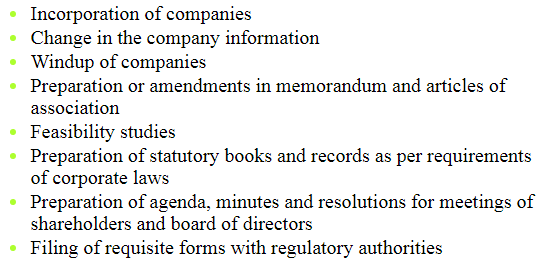 Incorporation of companies
Change in the company information
Windup of companies
Preparation or amendments in memorandum and articles of
association
Feasibility studies
Preparation of statutory books and records as per requirements
of corporate laws
Preparation of agenda, minutes and resolutions for meetings of
shareholders and board of directors
Filing of requisite forms with regulatory authorities